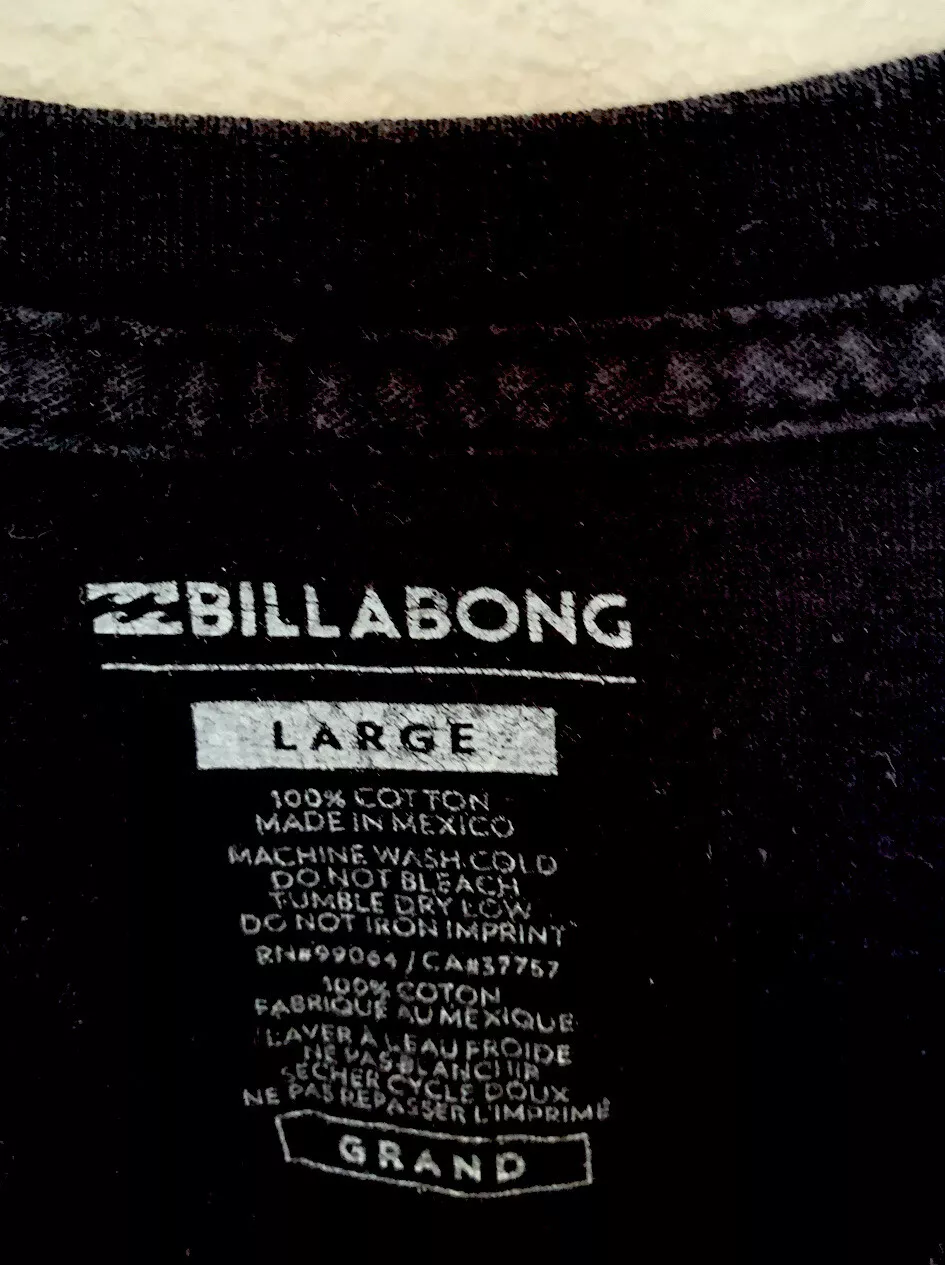 BILLABONG
LARGE
100% COTTON
MADE IN MEXICO
MACHINE WASH COLD
DO NOT BLEACH
TUMBLE DRY LOW
DO NOT IRON IMPRINT
RN#99064 / CA#37757
100% COTON
FABRIQUÉ AU MEXIQUE
LAVER À L'EAU FROIDE
NE PAS BLANCHIR
SÉCHER CYCLE DOUX
NE PAS REPASSER L'IMPRIMÉ
GRAND